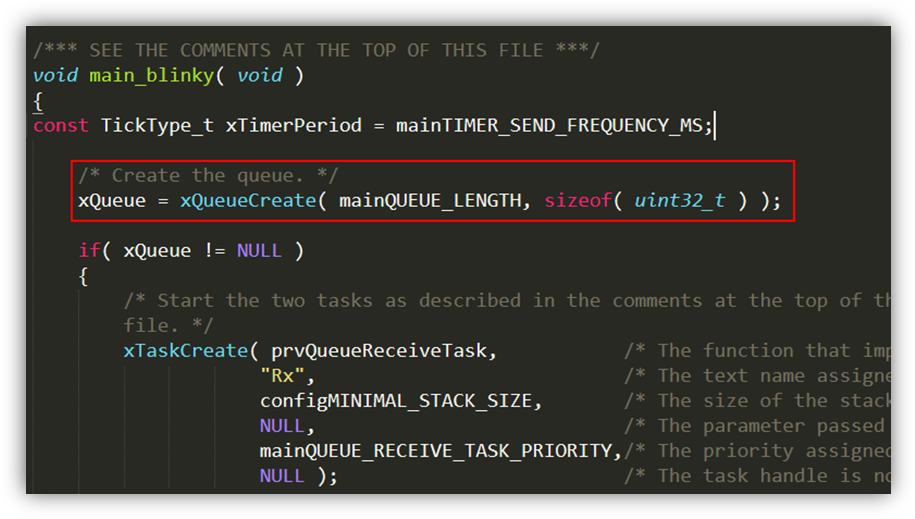 /*** SEE THE COMMENTS AT THE TOP OF THIS FILE ***/
void main_blinky( void )
{
const TickType_t xTimerPeriod = mainTIMER_SEND_FREQUENCY_MS;
/* Create the queue. */
xQueue = xQueueCreate( mainQUEUE_LENGTH, sizeof( uint32_t ) );
if( xQueue != NULL )
{
/* Start the two tasks as described in the comments at the top of th
file. */
xTaskCreate( prvQueueReceiveTask, /* The function that imp
"Rx", /* The text name assigne
configMINIMAL_STACK_SIZE, /* The size of the stack
NULL, /* The parameter passed
mainQUEUE_RECEIVE_TASK_PRIORITY,/* The priority assigned
NULL ); /* The task handle is no